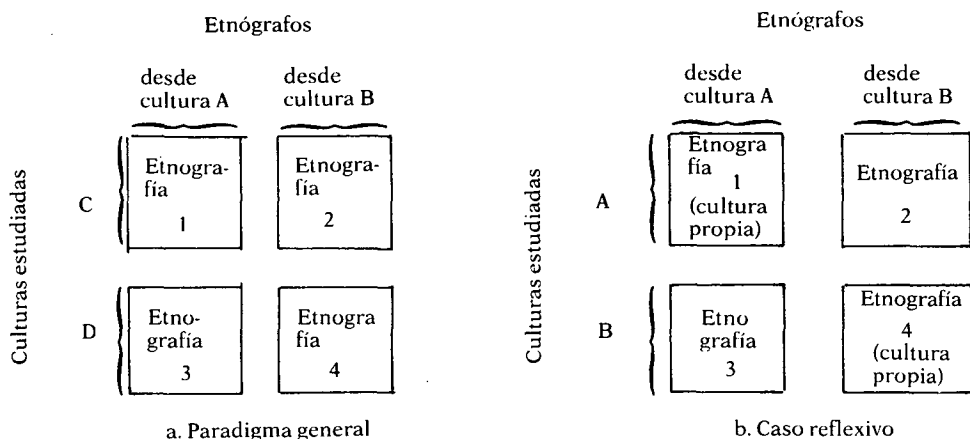 Etnógrafos
desde
cultura A
desde
cultura B
Culturas estudiadas
C
Etnogra-
fía
1
Etnogra-
fía
2
D
Etno-
grafía
3
Etnogra
fía
4
a. Paradigma general
Etnógrafos
desde
cultura A
desde
cultura B
Culturas estudiadas
A
Etnogra
fía
1
(cultura
propia)
Etnografía
2
B
Etno
grafía
3
Etnografía
4
(cultura
propia)
b. Caso reflexivo